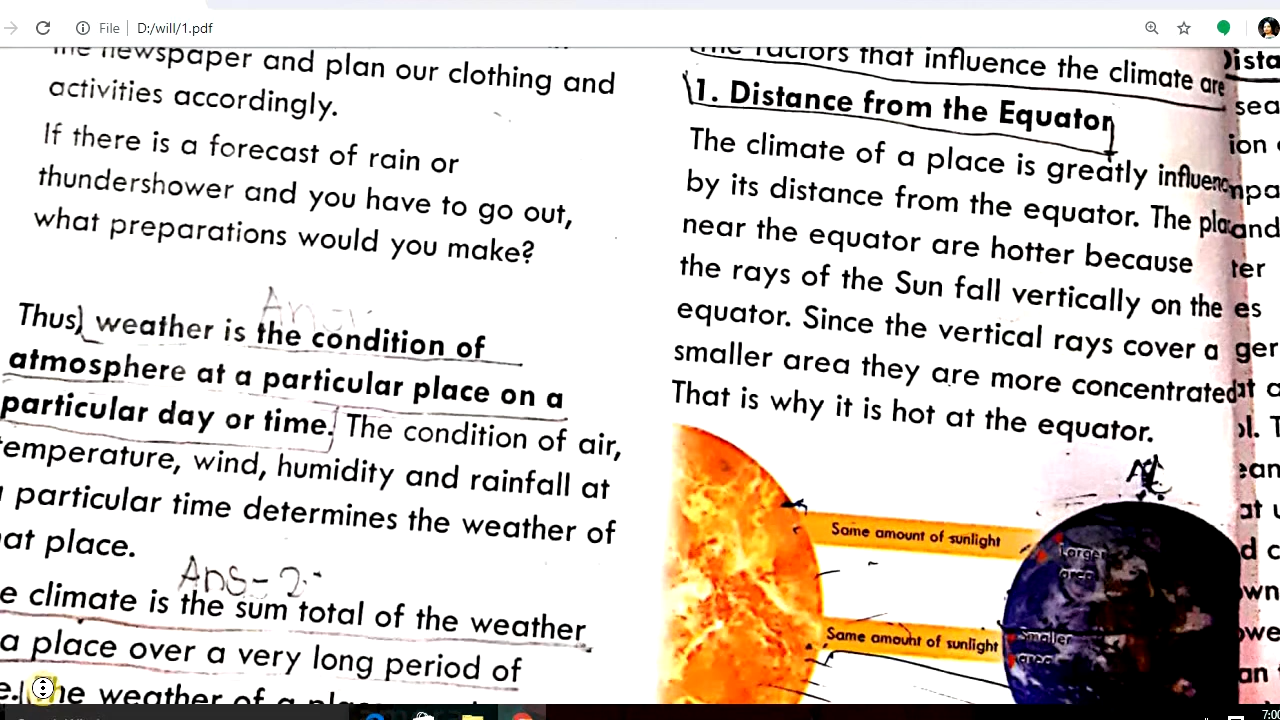 File
D:/will/1.pdf
the newspaper and plan our clothing and
activities accordingly.
If there is a forecast of rain or
thundershower and you have to go out,
what preparations would you make?
Thus, weather is the condition of
atmosphere at a particular place on a
particular day or time. The condition of air,
temperature, wind, humidity and rainfall at
particular time determines the weather of
place.
Ans-2
climate is the sum total of the weather
a place over a very long period of
The factors that influence the climate are
1. Distance from the Equator
The climate of a place is greatly
by its distance from the equator. The
near the equator are hotter because
the rays of the Sun fall vertically on the
equator. Since the vertical rays cover a
smaller area they are more concentrated
That is why it is hot at the equator.
Same amount of sunlight
Larger
area
Same amount of sunlight
Smaller
area
sea
7:00